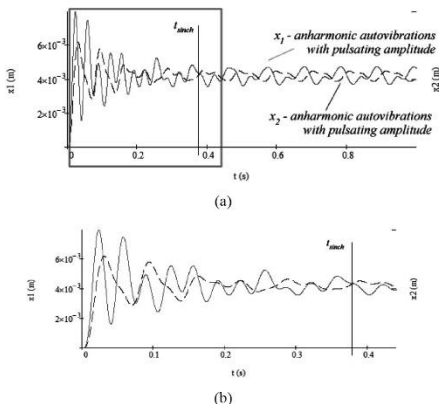 t_sinch
6×10⁻³
4×10⁻³
2×10⁻³
x1 (m)
x₁ - anharmonic autovibrations
with pulsating amplitude
x₂ - anharmonic autovibrations
with pulsating amplitude
x2 (m)
0 0.2 0.4 0.6 0.8
t (s)
(a)
t_sinch
6×10⁻³
4×10⁻³
2×10⁻³
x1 (m)
x2 (m)
0 0.1 0.2 0.3 0.4
t (s)
(b)